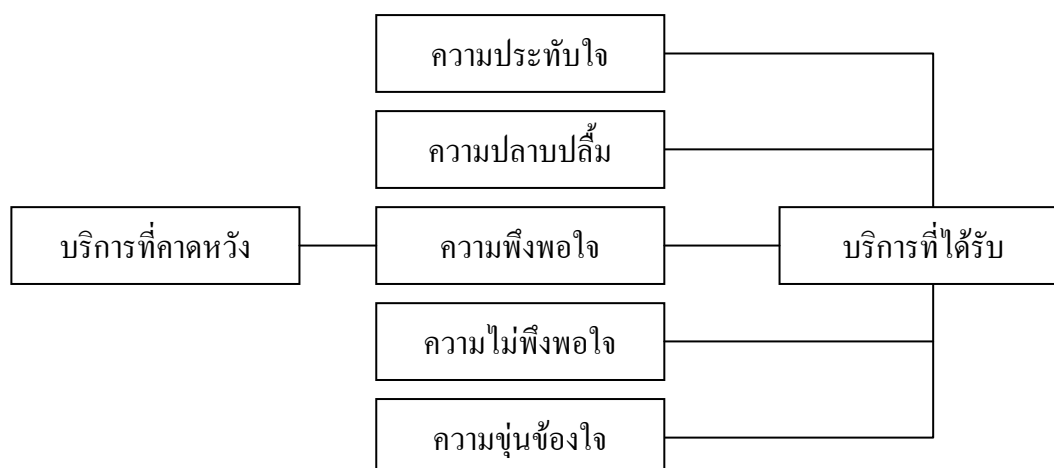 ความประทับใจ
ความปลาบปลื้ม
บริการที่คาดหวัง
ความพึงพอใจ
บริการที่ได้รับ
ความไม่พึงพอใจ
ความขุ่นข้องใจ